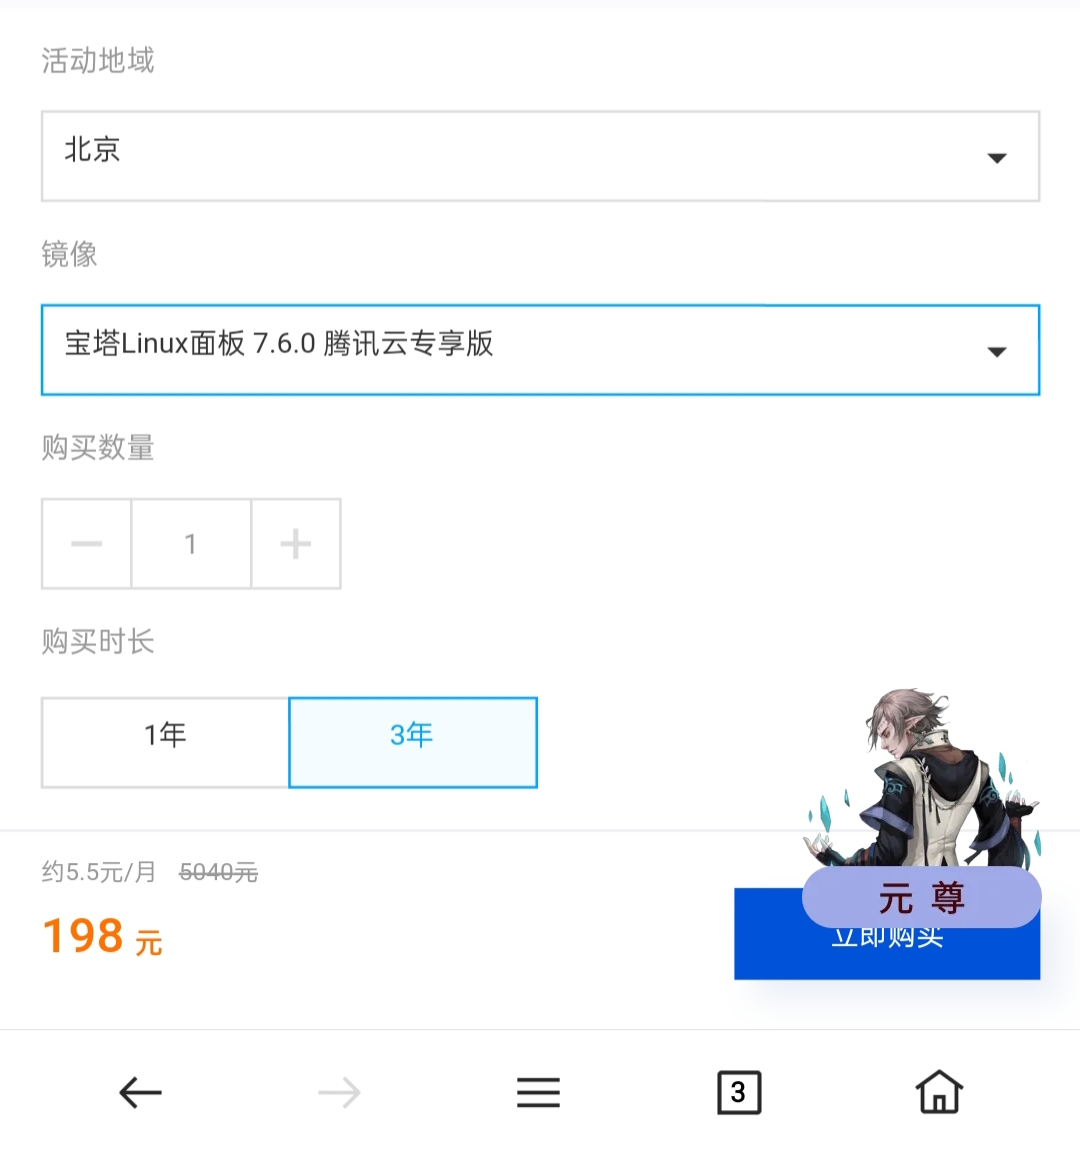 活动地域
北京
镜像
宝塔Linux面板 7.6.0 腾讯云专享版
购买数量
1
购买时长
1年
3年
约5.5元/月 5040元
198 元
元尊
立即购买
3